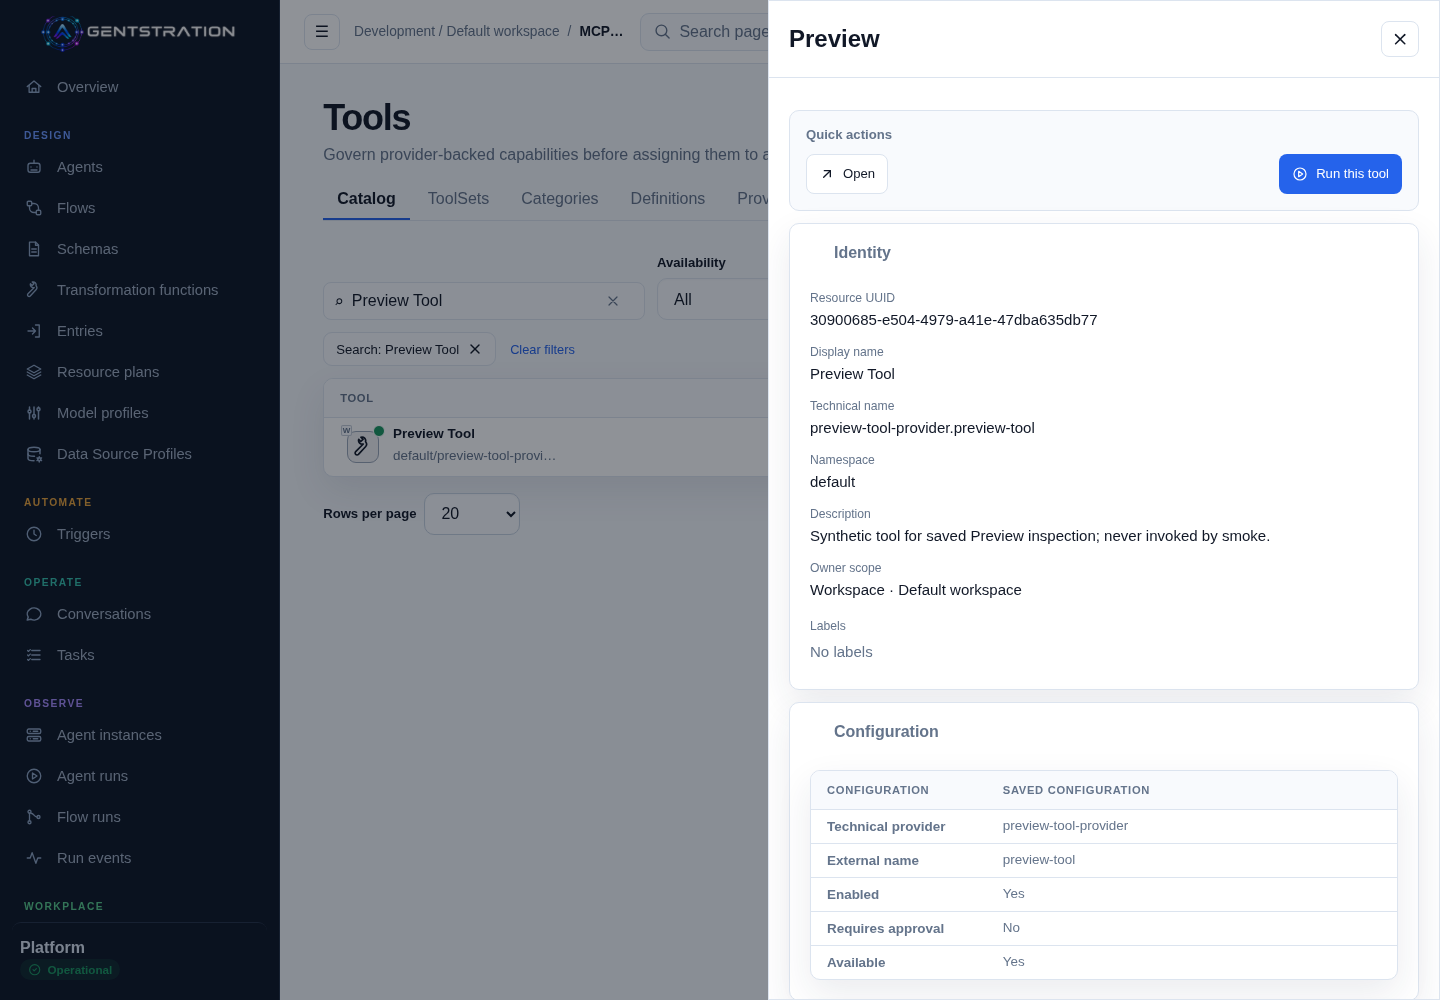 GENTSTRATION
Overview
DESIGN
Agents
Flows
Schemas
Transformation functions
Entries
Resource plans
Model profiles
Data Source Profiles
AUTOMATE
Triggers
OPERATE
Conversations
Tasks
OBSERVE
Agent instances
Agent runs
Flow runs
Run events
WORKPLACE
Platform
Operational
Development / Default workspace / MCP...
Search page
Tools
Govern provider-backed capabilities before assigning them to a
Catalog ToolSets Categories Definitions Prov
Availability
Preview Tool
All
Search: Preview Tool
Clear filters
TOOL
W
Preview Tool
default/preview-tool-provi...
Rows per page 20
Preview
Quick actions
Open
Run this tool
Identity
Resource UUID
30900685-e504-4979-a41e-47dba635db77
Display name
Preview Tool
Technical name
preview-tool-provider.preview-tool
Namespace
default
Description
Synthetic tool for saved Preview inspection; never invoked by smoke.
Owner scope
Workspace · Default workspace
Labels
No labels
Configuration
CONFIGURATION SAVED CONFIGURATION
Technical provider preview-tool-provider
External name preview-tool
Enabled Yes
Requires approval No
Available Yes